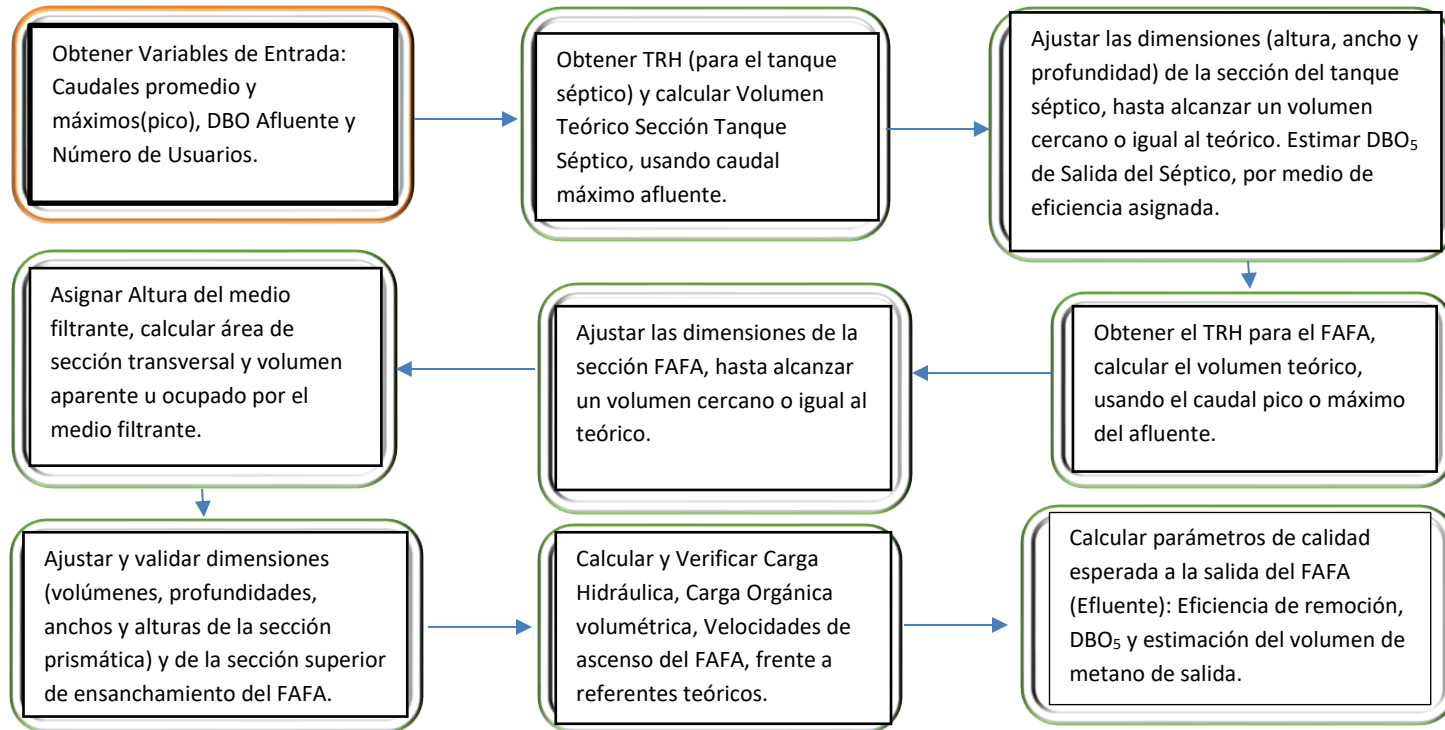 Obtener Variables de Entrada:
Caudales promedio y
máximos(pico), DBO Afluente y
Número de Usuarios.
Obtener TRH (para el tanque
séptico) y calcular Volumen
Teórico Sección Tanque
Séptico, usando caudal
máximo afluente.
Ajustar las dimensiones (altura, ancho y
profundidad) de la sección del tanque
séptico, hasta alcanzar un volumen
cercano o igual al teórico. Estimar DBO₅
de Salida del Séptico, por medio de
eficiencia asignada.
Obtener el TRH para el FAFA,
calcular el volumen teórico,
usando el caudal pico o máximo
del afluente.
Ajustar las dimensiones de la
sección FAFA, hasta alcanzar
un volumen cercano o igual al
teórico.
Asignar Altura del medio
filtrante, calcular área de
sección transversal y volumen
aparente u ocupado por el
medio filtrante.
Ajustar y validar dimensiones
(volúmenes, profundidades,
anchos y alturas de la sección
prismática) y de la sección superior
de ensanchamiento del FAFA.
Calcular y Verificar Carga
Hidráulica, Carga Orgánica
volumétrica, Velocidades de
ascenso del FAFA, frente a
referentes teóricos.
Calcular parámetros de calidad
esperada a la salida del FAFA
(Efluente): Eficiencia de remoción,
DBO₅ y estimación del volumen de
metano de salida.